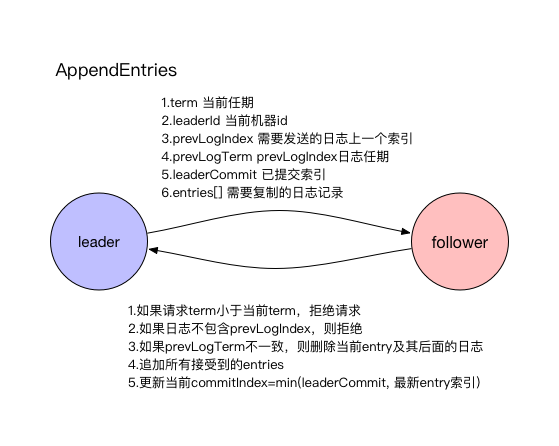 AppendEntries
1.term 当前任期
2.leaderId 当前机器id
3.prevLogIndex 需要发送的日志上一个索引
4.prevLogTerm prevLogIndex日志任期
5.leaderCommit 已提交索引
6.entries[] 需要复制的日志记录
leader
follower
1.如果请求term小于当前term，拒绝请求
2.如果日志不包含prevLogIndex，则拒绝
3.如果prevLogTerm不一致，则删除当前entry及其后面的日志
4.追加所有接受到的entries
5.更新当前commitIndex=min(leaderCommit, 最新entry索引)